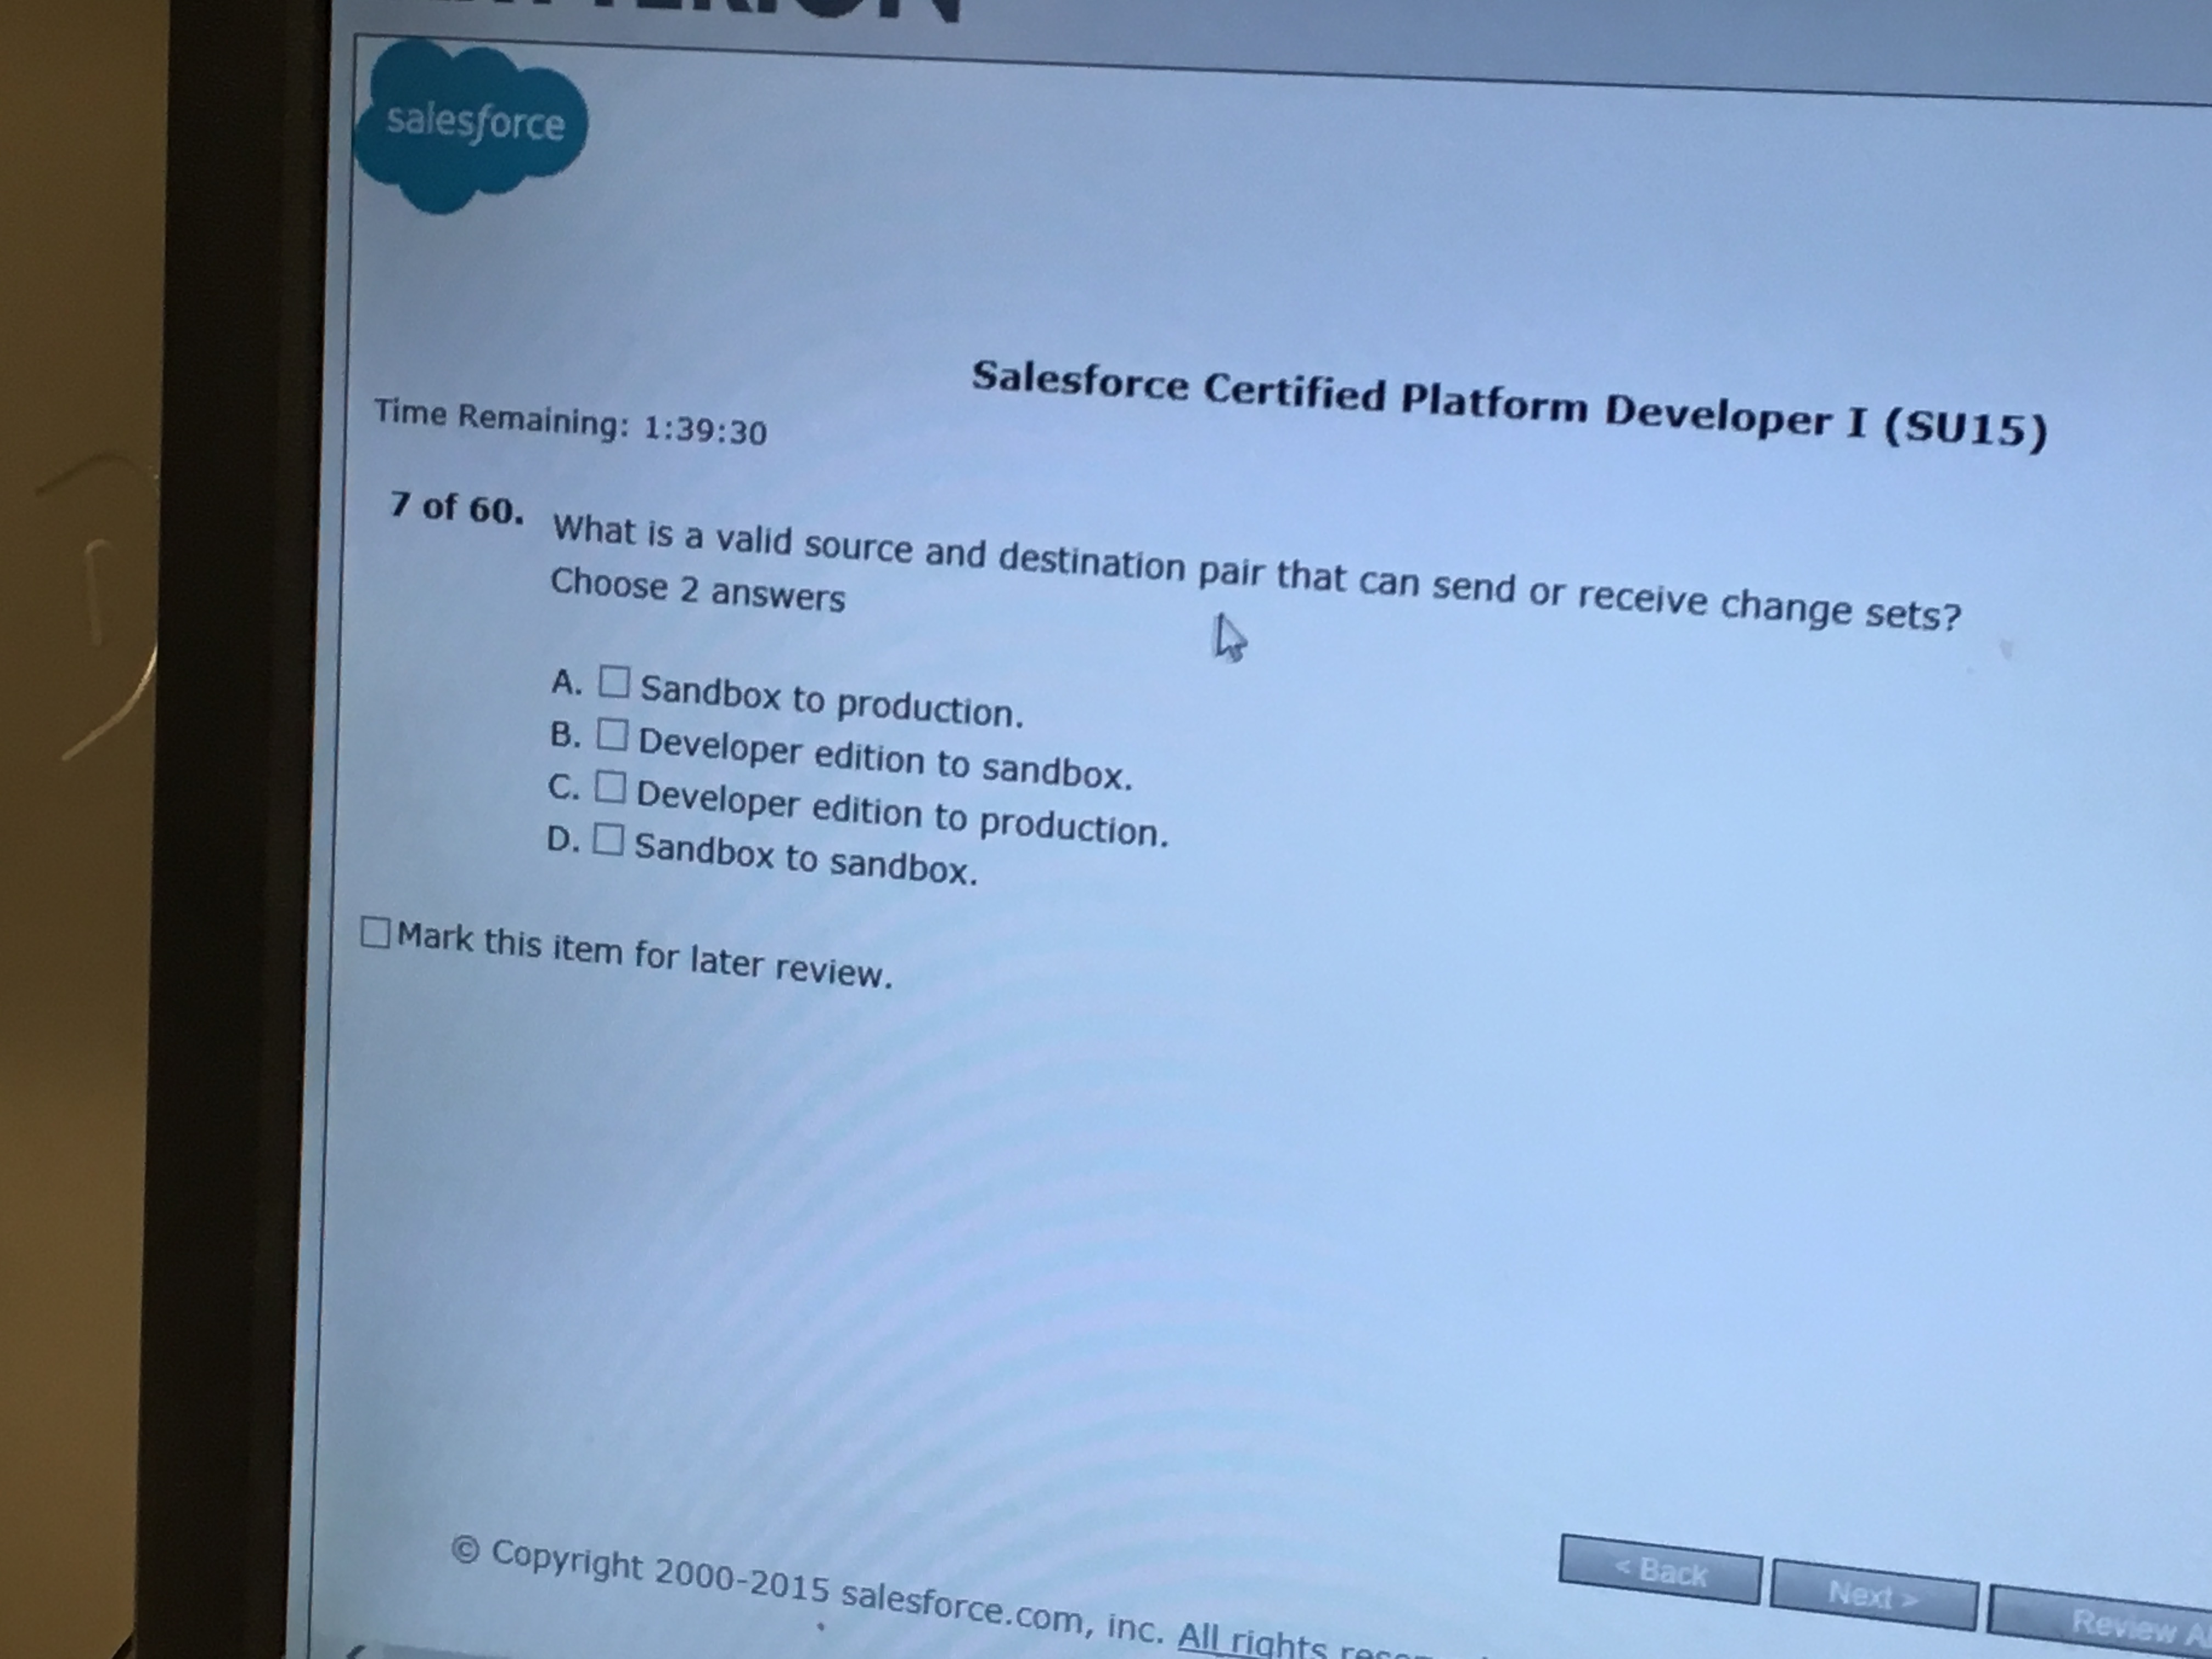 salesforce
Salesforce Certified Platform Developer I (SU15)
Time Remaining: 1:39:30
7 of 60. What is a valid source and destination pair that can send or receive change sets?
Choose 2 answers
A. Sandbox to production.
B. Developer edition to sandbox.
C. Developer edition to production.
D. Sandbox to sandbox.
Mark this item for later review.
< Back
Next >
Review
© Copyright 2000-2015 salesforce.com, inc. All rights